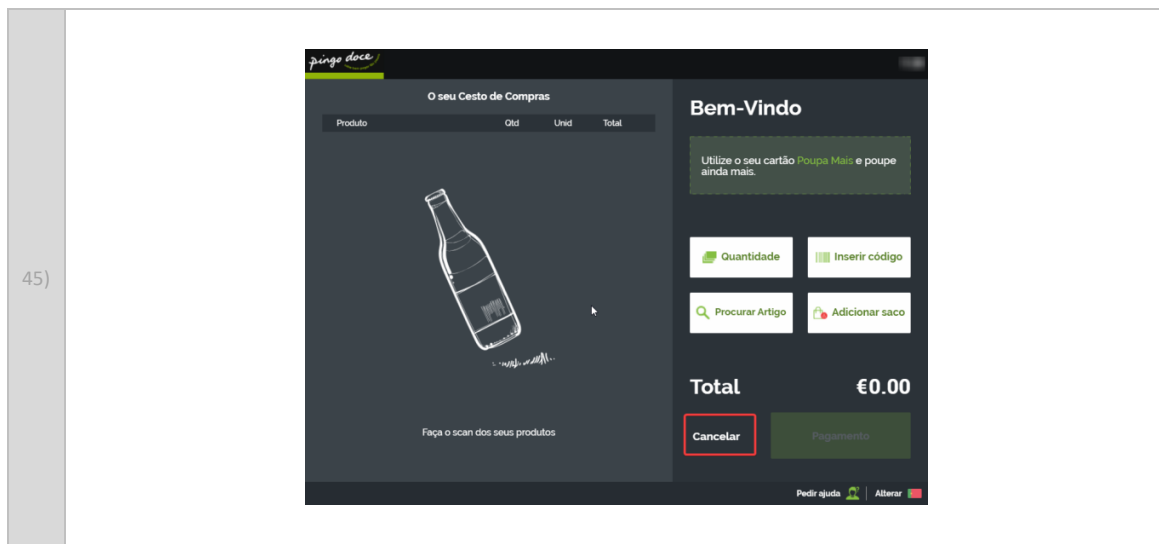 pingo doce
O seu Cesto de Compras
Produto Qtd Unid Total
Faça o scan dos seus produtos
Bem-Vindo
Utilize o seu cartão Poupa Mais e poupe
ainda mais.
Quantidade Inserir código
Procurar Artigo Adicionar saco
Total €0.00
Cancelar Pagamento
Pedir ajuda Alterar
45)